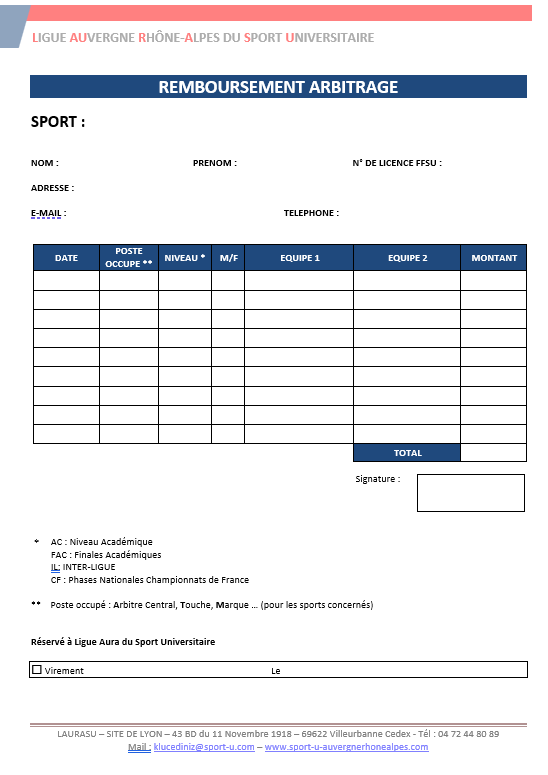 LIGUE AUVERGNE RHÔNE-ALPES DU SPORT UNIVERSITAIRE
REMBOURSEMENT ARBITRAGE
SPORT :
NOM : PRENOM : N° DE LICENCE FFSU :
ADRESSE :
E-MAIL : TELEPHONE :
DATE POSTE OCCUPE ** NIVEAU * M/F EQUIPE 1 EQUIPE 2 MONTANT
TOTAL
Signature :
* AC : Niveau Académique
FAC : Finales Académiques
IL: INTER-LIGUE
CF : Phases Nationales Championnats de France
** Poste occupé : Arbitre Central, Touche, Marque … (pour les sports concernés)
Réservé à Ligue Aura du Sport Universitaire
Virement Le
LAURASU – SITE DE LYON – 43 BD du 11 Novembre 1918 – 69622 Villeurbanne Cedex - Tél : 04 72 44 80 89
Mail : klucediniz@sport-u.com – www.sport-u-auvergnerhonealpes.com